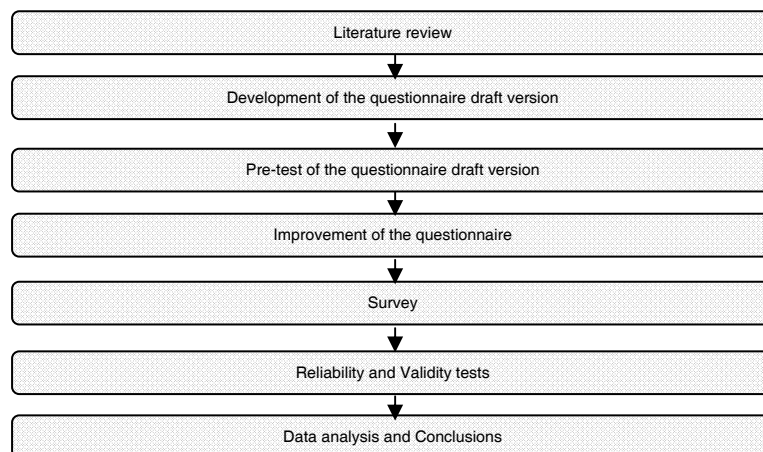 Literature review
Development of the questionnaire draft version
Pre-test of the questionnaire draft version
Improvement of the questionnaire
Survey
Reliability and Validity tests
Data analysis and Conclusions